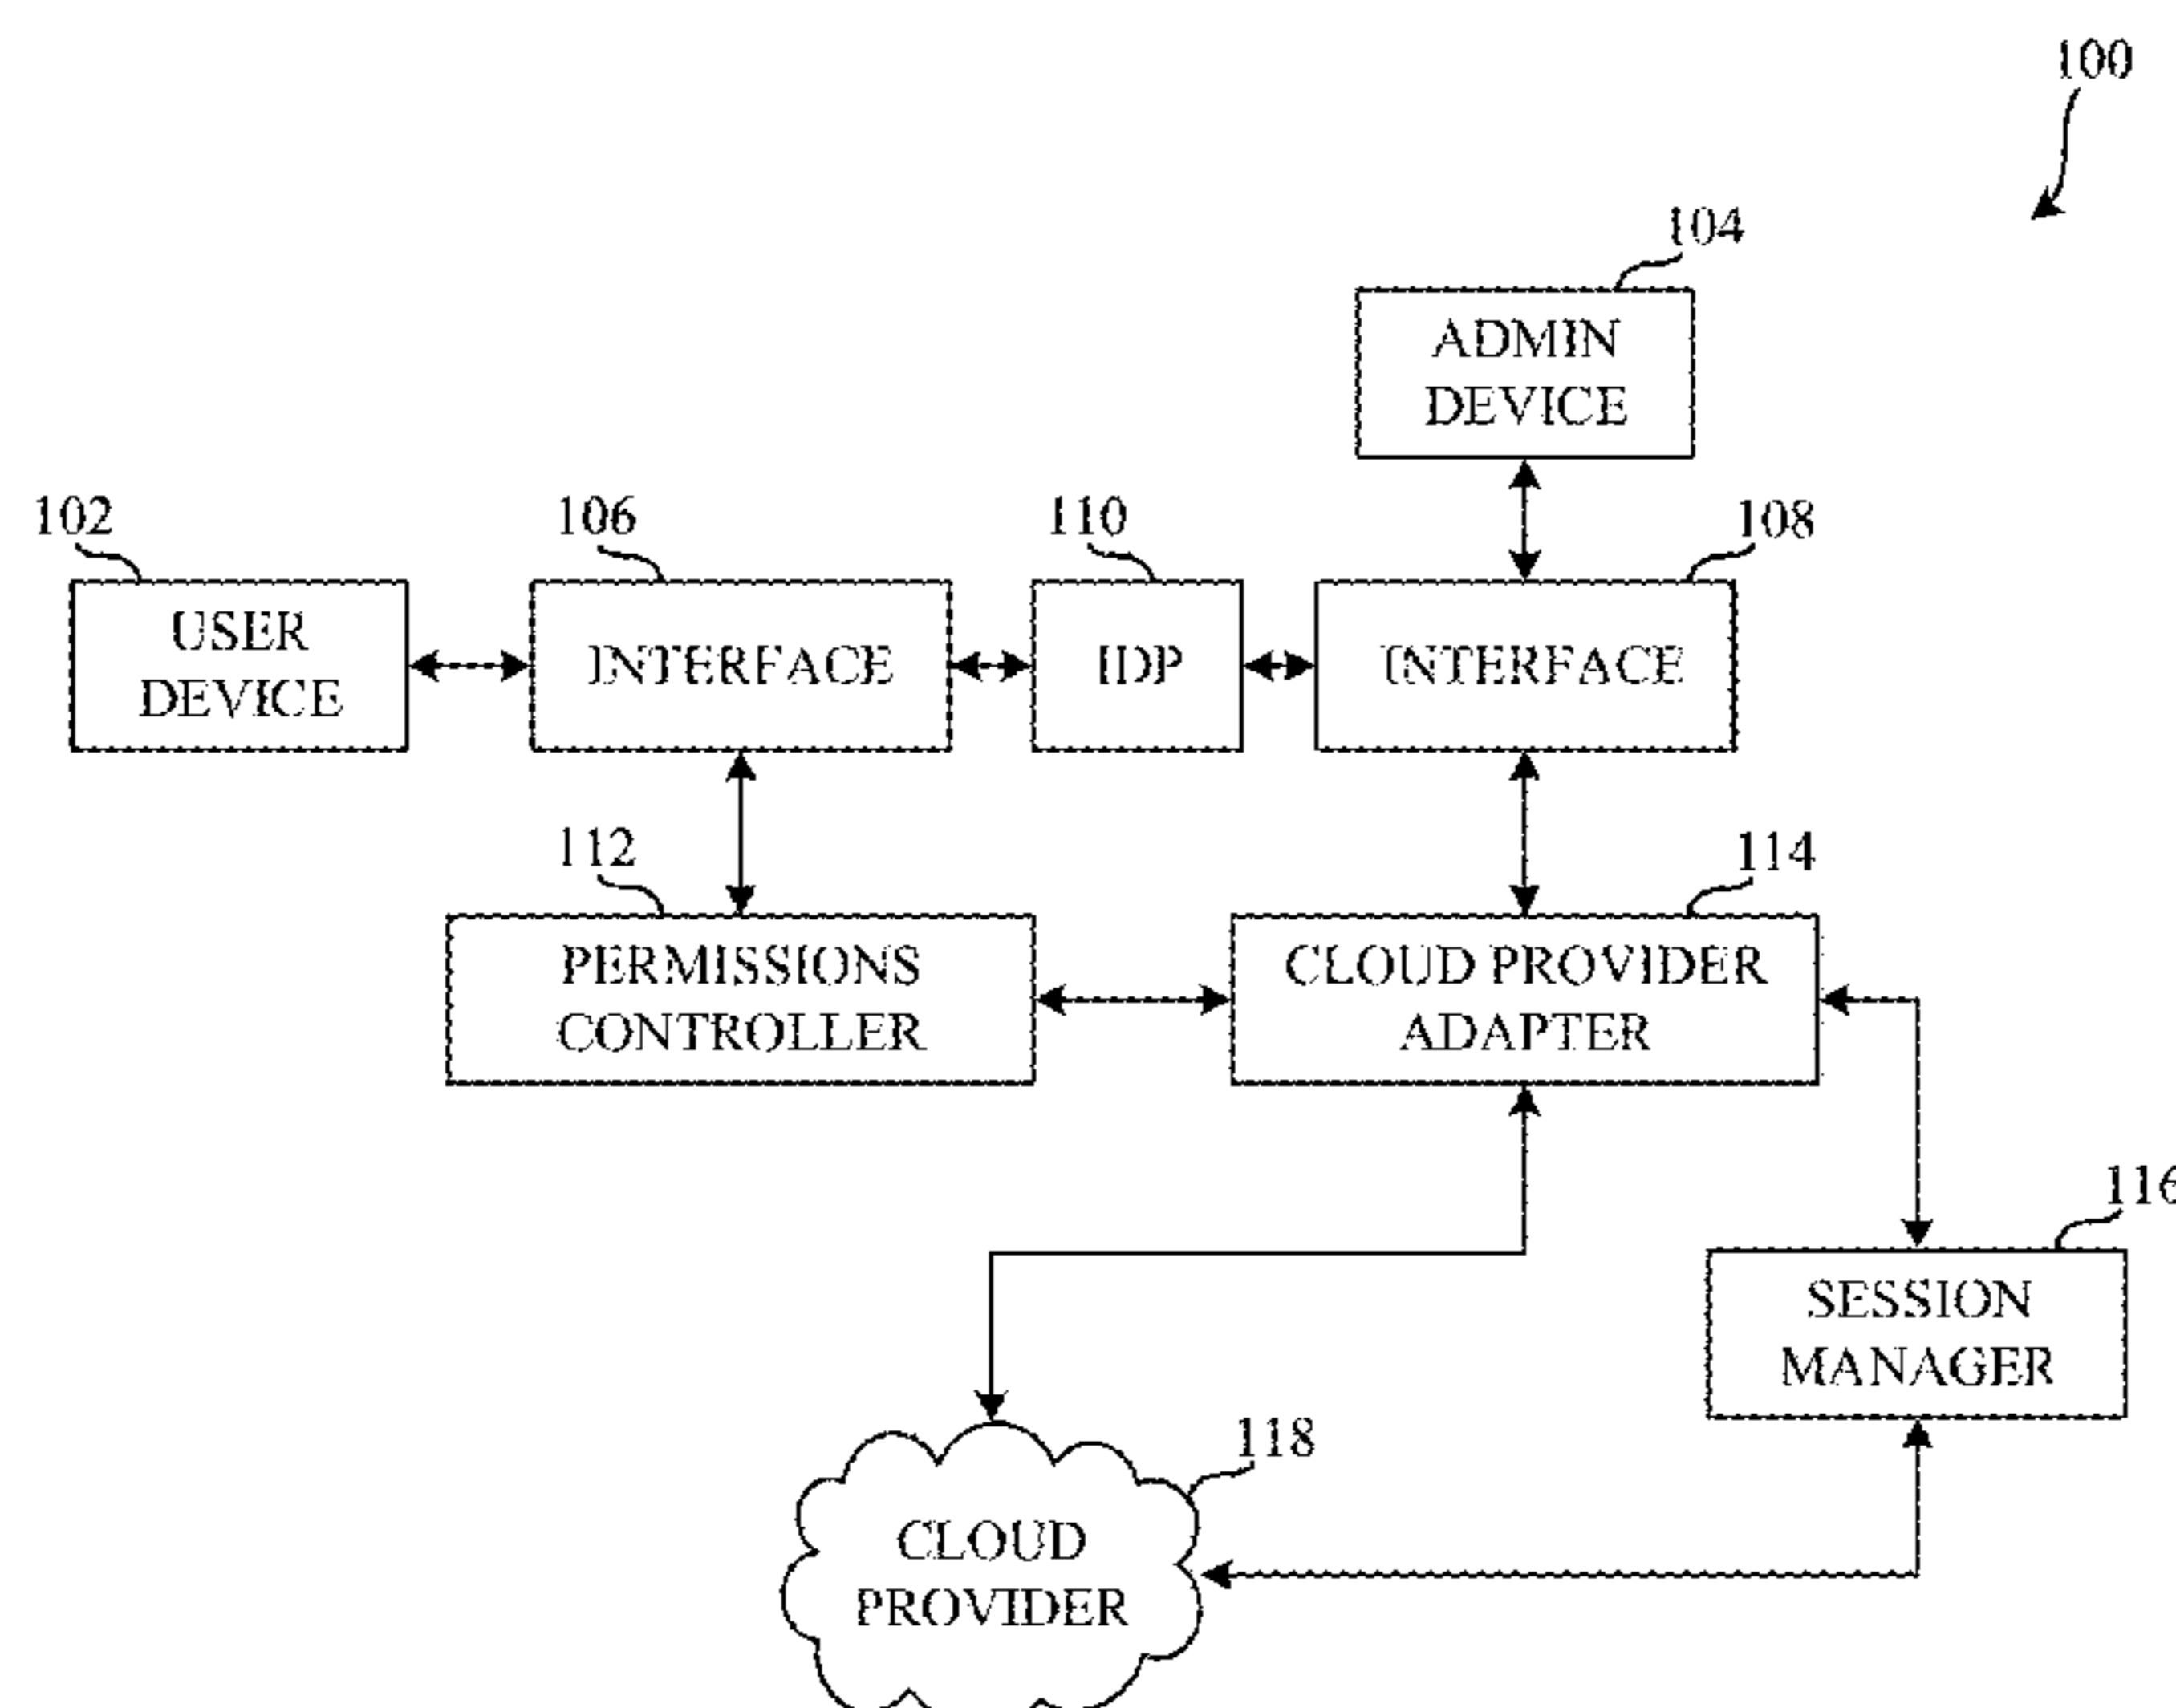 100
104
ADMIN
DEVICE
102
106
110
108
USER
DEVICE
INTERFACE
IDP
INTERFACE
112
114
PERMISSIONS
CONTROLLER
CLOUD PROVIDER
ADAPTER
116
SESSION
MANAGER
118
CLOUD
PROVIDER